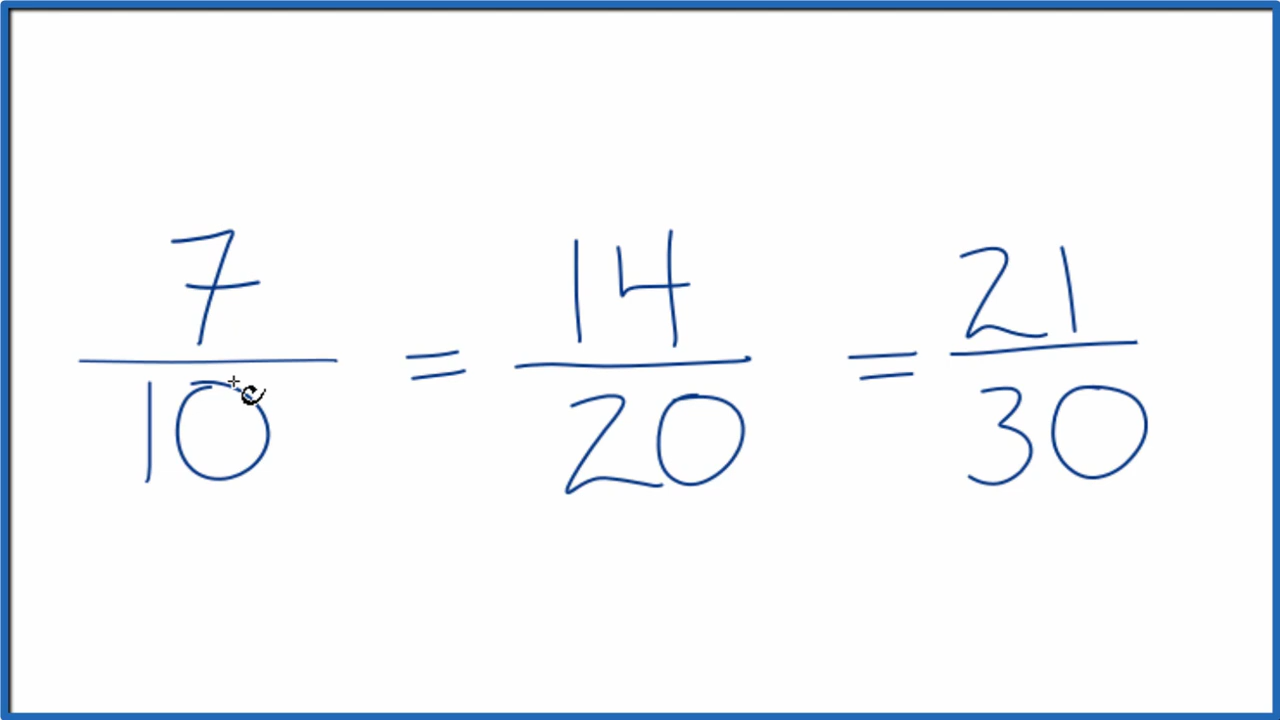 7/10 = 14/20 = 21/30